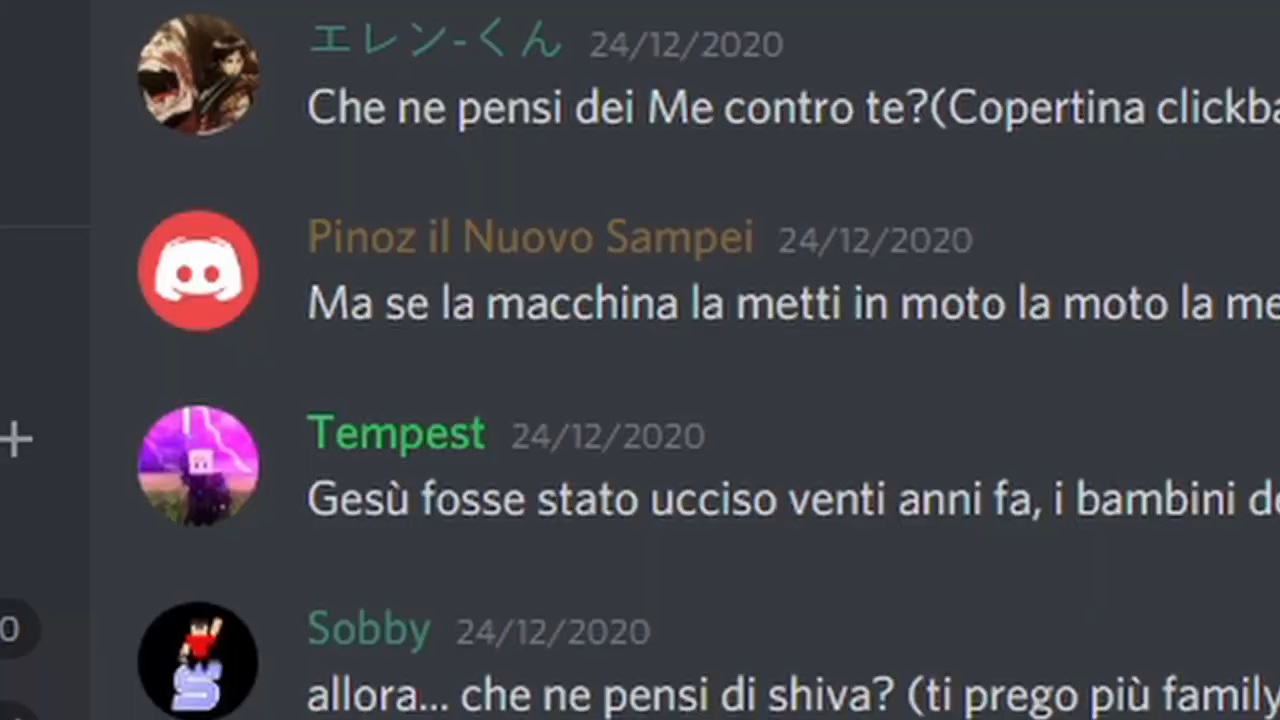 エレン-くん 24/12/2020
Che ne pensi dei Me contro te?(Copertina clickba
Pinoz il Nuovo Sampei 24/12/2020
Ma se la macchina la metti in moto la moto la me
Tempest 24/12/2020
Gesù fosse stato ucciso venti anni fa, i bambini de
Sobby 24/12/2020
allora... che ne pensi di shiva? (ti prego più family